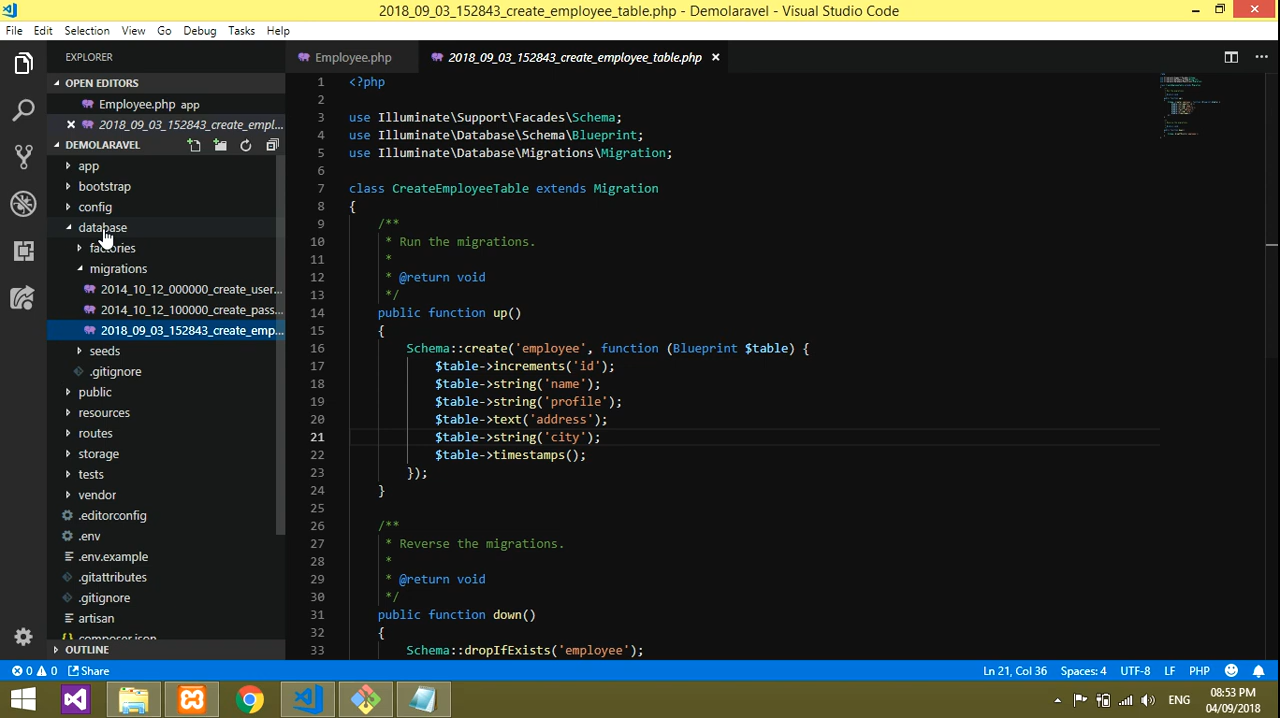 2018_09_03_152843_create_employee_table.php - Demolaravel - Visual Studio Code
File Edit Selection View Go Debug Tasks Help
EXPLORER
OPEN EDITORS
Employee.php app
2018_09_03_152843_create_empl...
DEMOLARAVEL
app
bootstrap
config
database
factories
migrations
2014_10_12_000000_create_user...
2014_10_12_100000_create_pass...
2018_09_03_152843_create_emp...
seeds
.gitignore
public
resources
routes
storage
tests
vendor
.editorconfig
.env
.env.example
.gitattributes
.gitignore
artisan
composer.json
OUTLINE
Employee.php
2018_09_03_152843_create_employee_table.php
1 <?php
2
3 use Illuminate\Support\Facades\Schema;
4 use Illuminate\Database\Schema\Blueprint;
5 use Illuminate\Database\Migrations\Migration;
6
7 class CreateEmployeeTable extends Migration
8 {
9 /**
10 * Run the migrations.
11 *
12 * @return void
13 */
14 public function up()
15 {
16 Schema::create('employee', function (Blueprint $table) {
17 $table->increments('id');
18 $table->string('name');
19 $table->string('profile');
20 $table->text('address');
21 $table->string('city');
22 $table->timestamps();
23 });
24 }
25
26 /**
27 * Reverse the migrations.
28 *
29 * @return void
30 */
31 public function down()
32 {
33 Schema::dropIfExists('employee');
0 0 Share
Ln 21, Col 36 Spaces: 4 UTF-8 LF PHP
ENG
08:53 PM
04/09/2018